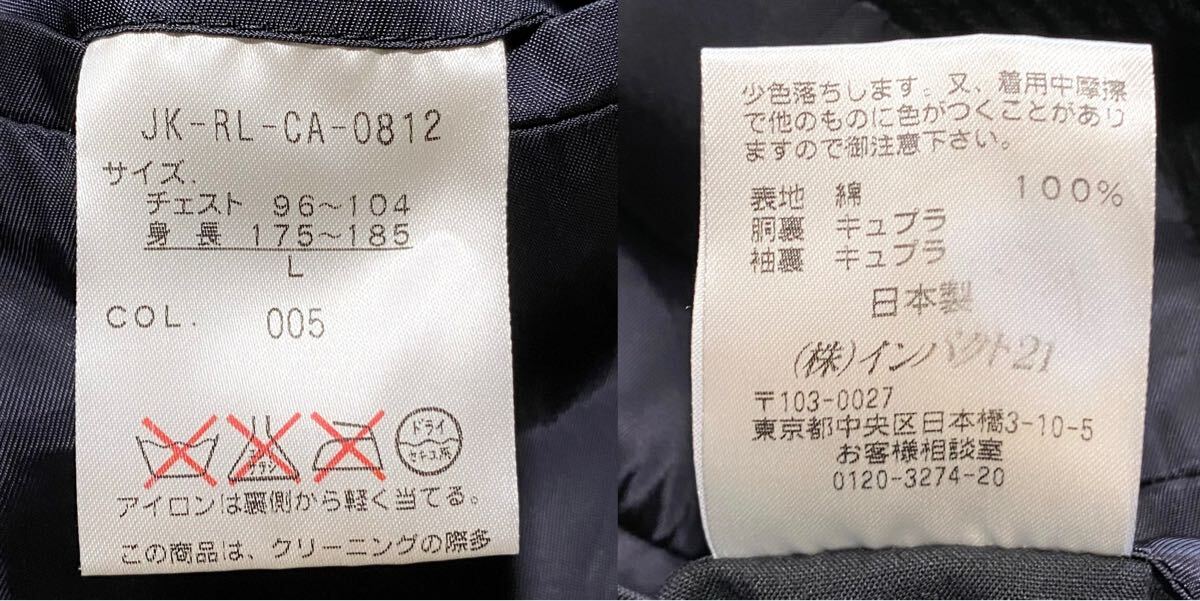 JK-RL-CA-0812
サイズ.
チェスト 96~104
身長 175~185
L
COL. 005
エンソ サラシ
ドライ
セキユ系
アイロンは裏側から軽く当てる。
この商品は、クリーニングの際多
少色落ちします。又、着用中摩擦
で他のものに色がつくことがあり
ますので御注意下さい。
表地 綿 100%
胴裏 キュプラ
袖裏 キュプラ
日本製
(株)インパクト21
〒103-0027
東京都中央区日本橋3-10-5
お客様相談室
0120-3274-20